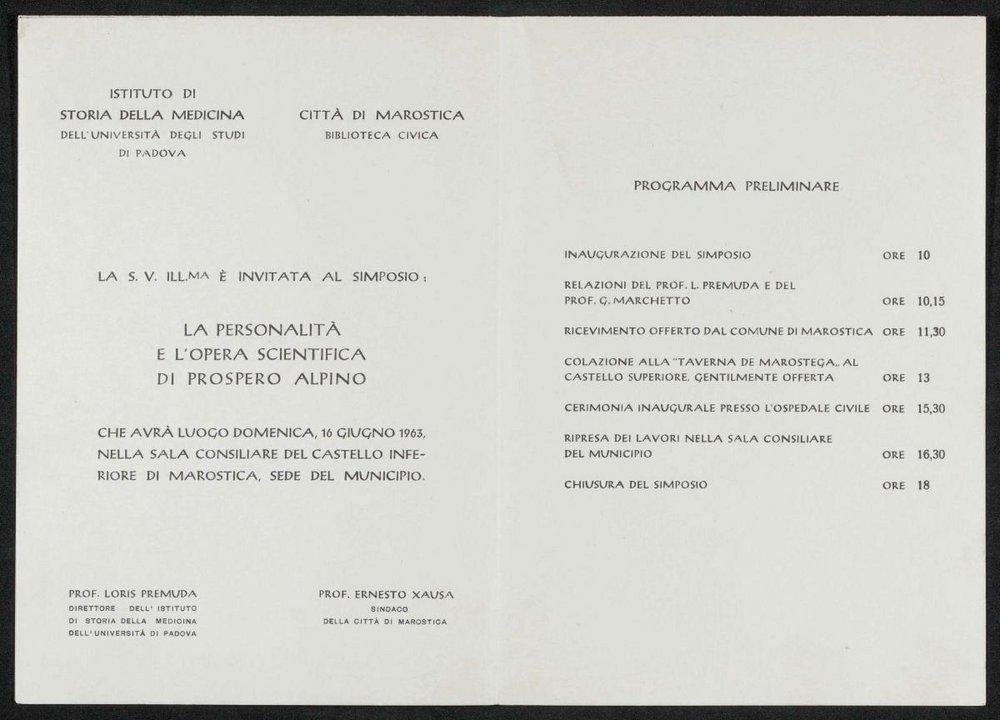 ISTITUTO DI
STORIA DELLA MEDICINA
DELL'UNIVERSITÀ DEGLI STUDI
DI PADOVA
CITTÀ DI MAROSTICA
BIBLIOTECA CIVICA
LA S. V. ILL.MA È INVITATA AL SIMPOSIO:
LA PERSONALITÀ
E L'OPERA SCIENTIFICA
DI PROSPERO ALPINO
CHE AVRÀ LUOGO DOMENICA, 16 GIUGNO 1963,
NELLA SALA CONSILIARE DEL CASTELLO INFE-
RIORE DI MAROSTICA, SEDE DEL MUNICIPIO.
PROF. LORIS PREMUDA
DIRETTORE DELL' ISTITUTO
DI STORIA DELLA MEDICINA
DELL'UNIVERSITÀ DI PADOVA
PROF. ERNESTO XAUSA
SINDACO
DELLA CITTÀ DI MAROSTICA
PROGRAMMA PRELIMINARE
INAUGURAZIONE DEL SIMPOSIO ORE 10
RELAZIONI DEL PROF. L. PREMUDA E DEL
PROF. G. MARCHETTO ORE 10,15
RICEVIMENTO OFFERTO DAL COMUNE DI MAROSTICA ORE 11,30
COLAZIONE ALLA "TAVERNA DE MAROSTEGA„ AL
CASTELLO SUPERIORE, GENTILMENTE OFFERTA ORE 13
CERIMONIA INAUGURALE PRESSO L'OSPEDALE CIVILE ORE 15,30
RIPRESA DEI LAVORI NELLA SALA CONSILIARE
DEL MUNICIPIO ORE 16,30
CHIUSURA DEL SIMPOSIO ORE 18